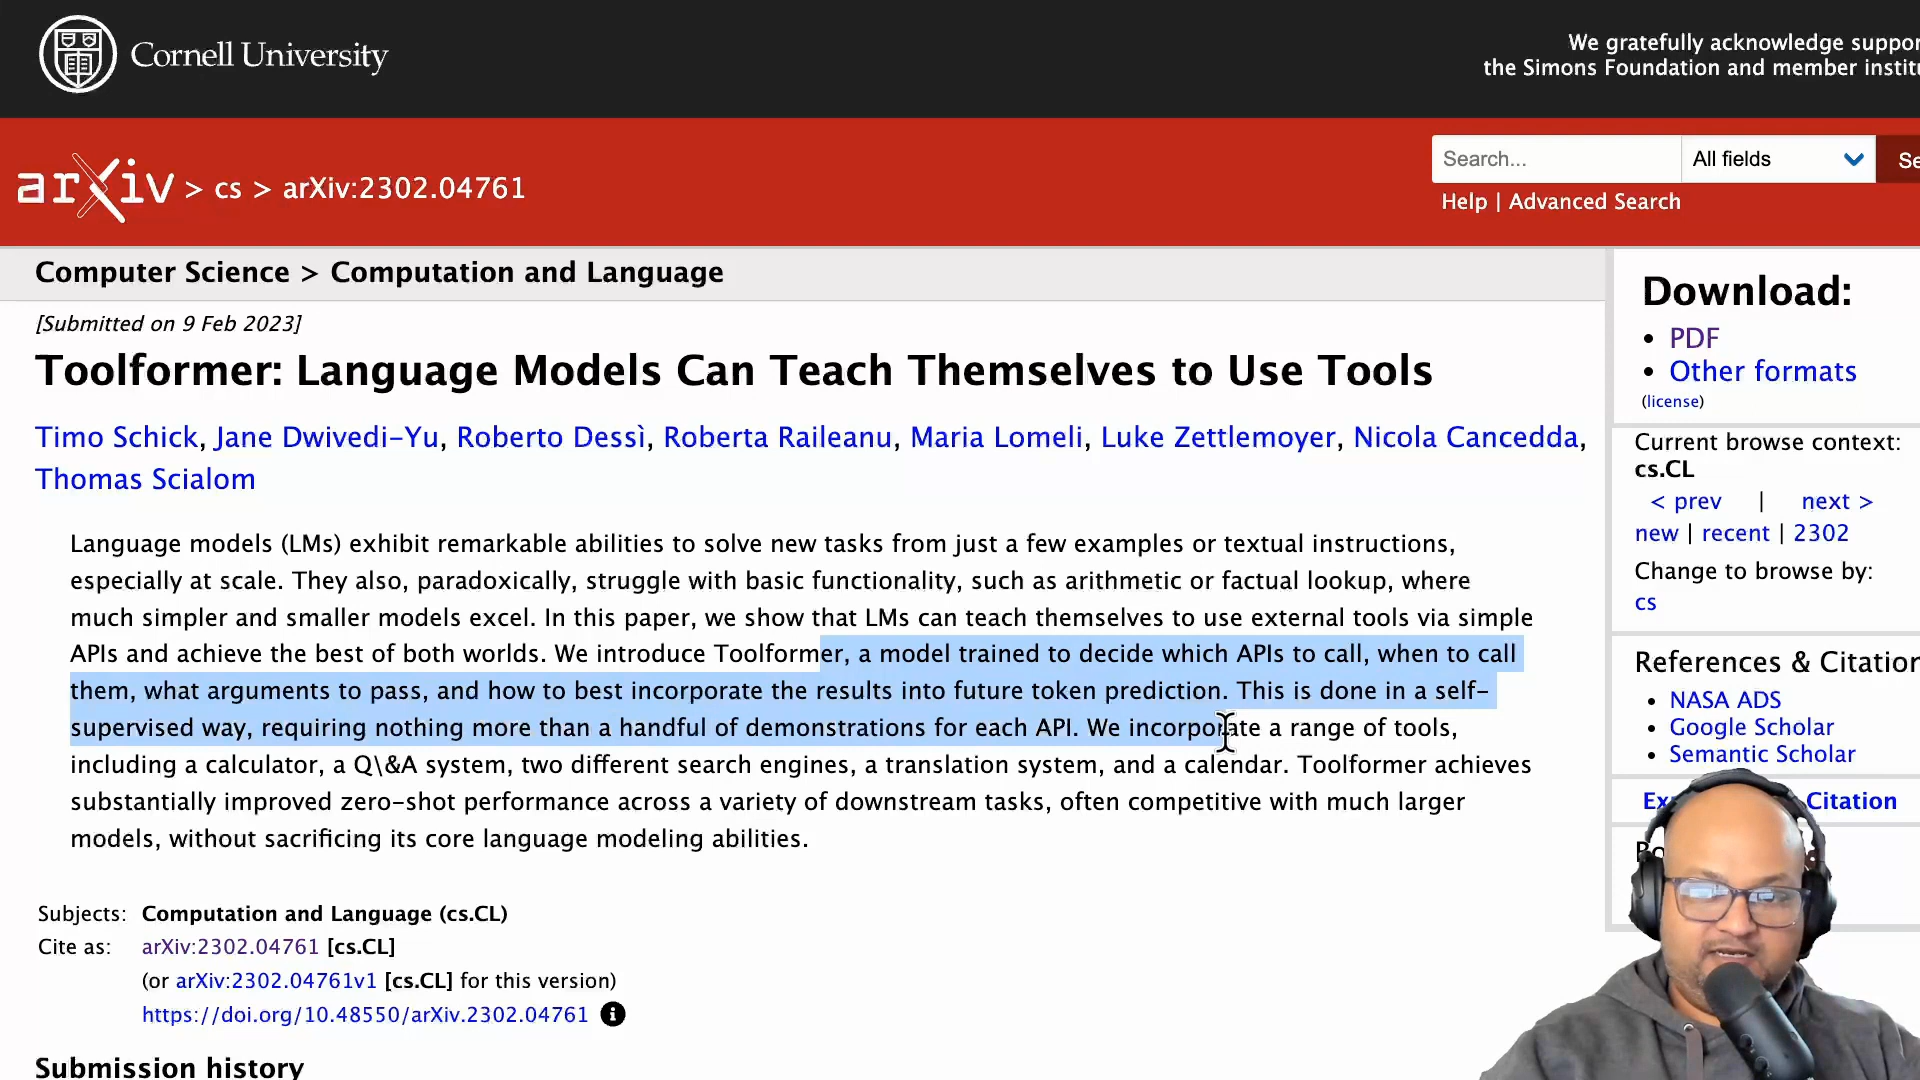 Cornell University
We gratefully acknowledge suppor
the Simons Foundation and member institu
arXiv > cs > arXiv:2302.04761
Search...
All fields
Se
Help | Advanced Search
Computer Science > Computation and Language
[Submitted on 9 Feb 2023]
Toolformer: Language Models Can Teach Themselves to Use Tools
Timo Schick, Jane Dwivedi-Yu, Roberto Dessì, Roberta Raileanu, Maria Lomeli, Luke Zettlemoyer, Nicola Cancedda,
Thomas Scialom
Language models (LMs) exhibit remarkable abilities to solve new tasks from just a few examples or textual instructions,
especially at scale. They also, paradoxically, struggle with basic functionality, such as arithmetic or factual lookup, where
much simpler and smaller models excel. In this paper, we show that LMs can teach themselves to use external tools via simple
APIs and achieve the best of both worlds. We introduce Toolformer, a model trained to decide which APIs to call, when to call
them, what arguments to pass, and how to best incorporate the results into future token prediction. This is done in a self-
supervised way, requiring nothing more than a handful of demonstrations for each API. We incorporate a range of tools,
including a calculator, a Q\&A system, two different search engines, a translation system, and a calendar. Toolformer achieves
substantially improved zero-shot performance across a variety of downstream tasks, often competitive with much larger
models, without sacrificing its core language modeling abilities.
Subjects: Computation and Language (cs.CL)
Cite as: arXiv:2302.04761 [cs.CL]
(or arXiv:2302.04761v1 [cs.CL] for this version)
https://doi.org/10.48550/arXiv.2302.04761
Submission history
Download:
• PDF
• Other formats
(license)
Current browse context:
cs.CL
< prev | next >
new | recent | 2302
Change to browse by:
cs
References & Citation
• NASA ADS
• Google Scholar
• Semantic Scholar
Ex Citation